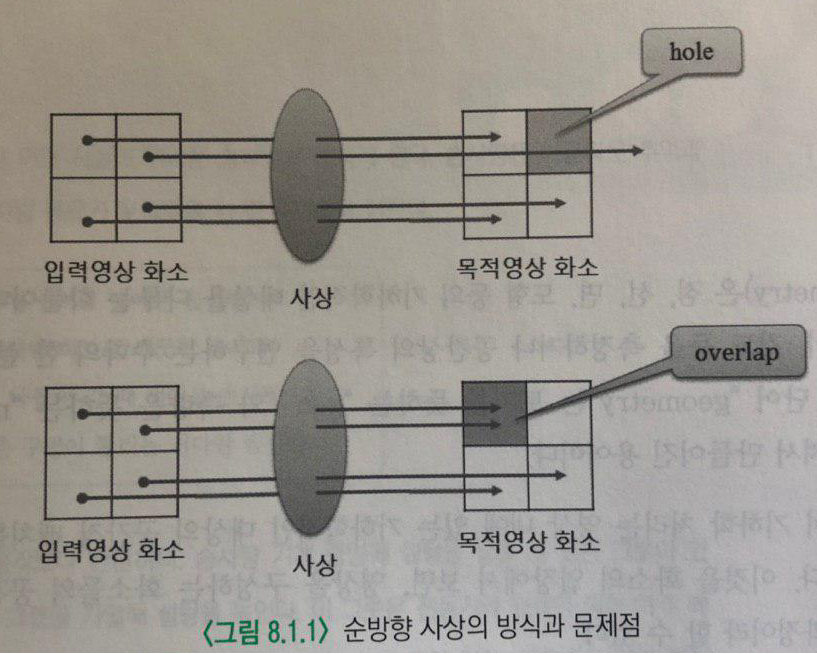 hole
입력영상 화소
사상
목적영상 화소
overlap
입력영상 화소
사상
목적영상 화소
〈그림 8.1.1〉 순방향 사상의 방식과 문제점